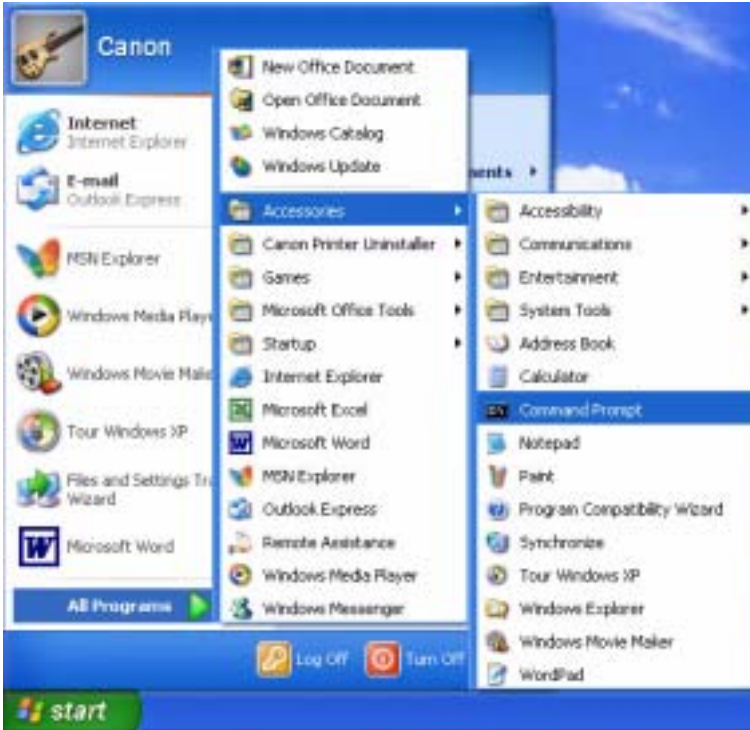 Canon
Internet
Internet Explorer
E-mail
Outlook Express
MSN Explorer
Windows Media Playe
Windows Movie Make
Tour Windows XP
Files and Settings Tra
Wizard
Microsoft Word
All Programs
New Office Document
Open Office Document
Windows Catalog
Windows Update
Accessories
Canon Printer Uninstaller
Games
Microsoft Office Tools
Startup
Internet Explorer
Microsoft Excel
Microsoft Word
MSN Explorer
Outlook Express
Remote Assistance
Windows Media Player
Windows Messenger
ments
Accessibility
Communications
Entertainment
System Tools
Address Book
Calculator
Command Prompt
Notepad
Paint
Program Compatibility Wizard
Synchronize
Tour Windows XP
Windows Explorer
Windows Movie Maker
WordPad
Log Off
Turn Off
start